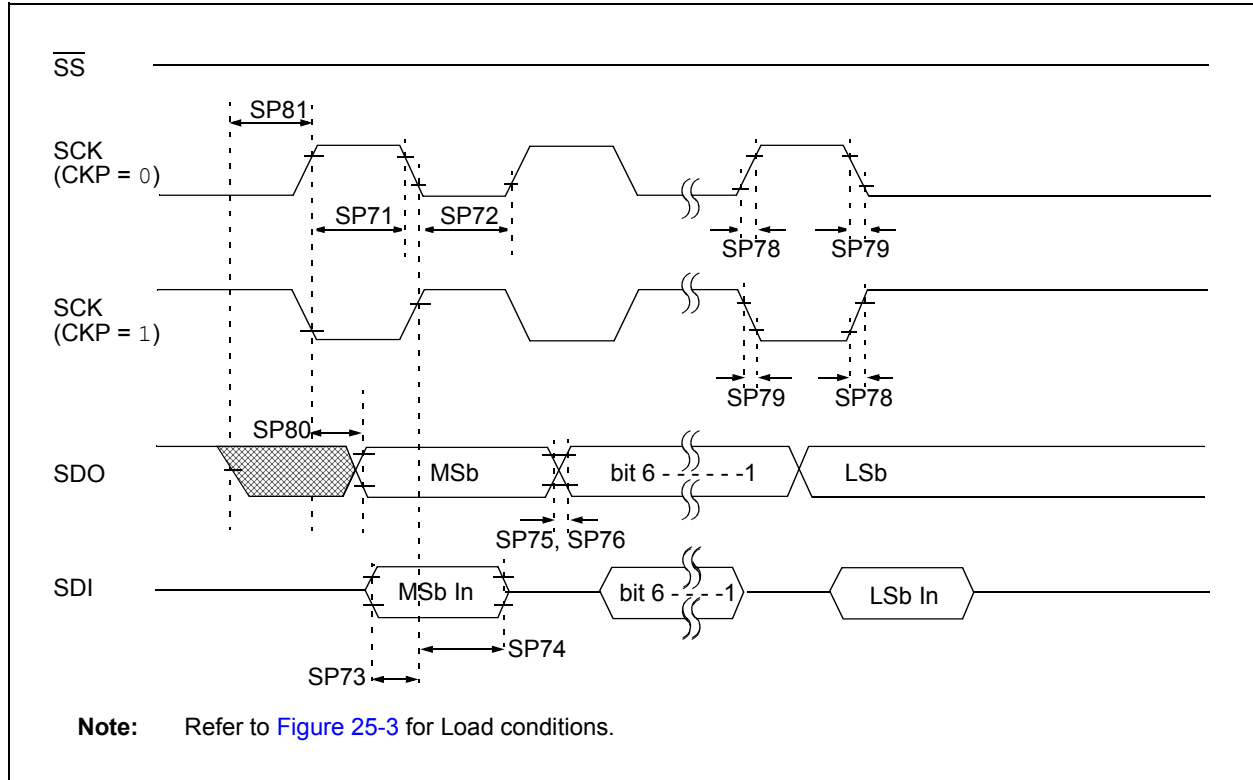 SS
SP81
SCK
(CKP = 0)
SP71
SP72
SP78
SP79
SCK
(CKP = 1)
SP79
SP78
SP80
SDO
MSb
bit 6 - - - - - -1
LSb
SP75, SP76
SDI
MSb In
bit 6 - - - -1
LSb In
SP74
SP73
Note: Refer to Figure 25-3 for Load conditions.